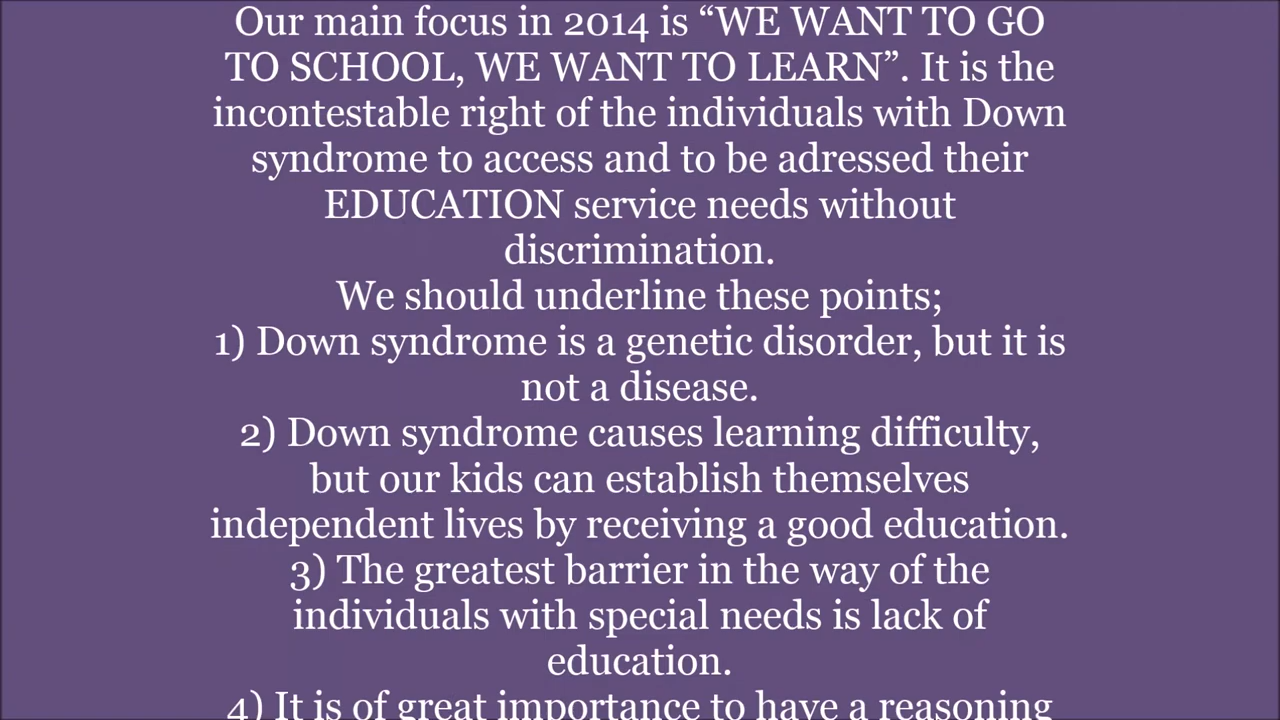 Our main focus in 2014 is “WE WANT TO GO
TO SCHOOL, WE WANT TO LEARN”. It is the
incontestable right of the individuals with Down
syndrome to access and to be adressed their
EDUCATION service needs without
discrimination.
We should underline these points;
1) Down syndrome is a genetic disorder, but it is
not a disease.
2) Down syndrome causes learning difficulty,
but our kids can establish themselves
independent lives by receiving a good education.
3) The greatest barrier in the way of the
individuals with special needs is lack of
education.
4) It is of great importance to have a reasoning